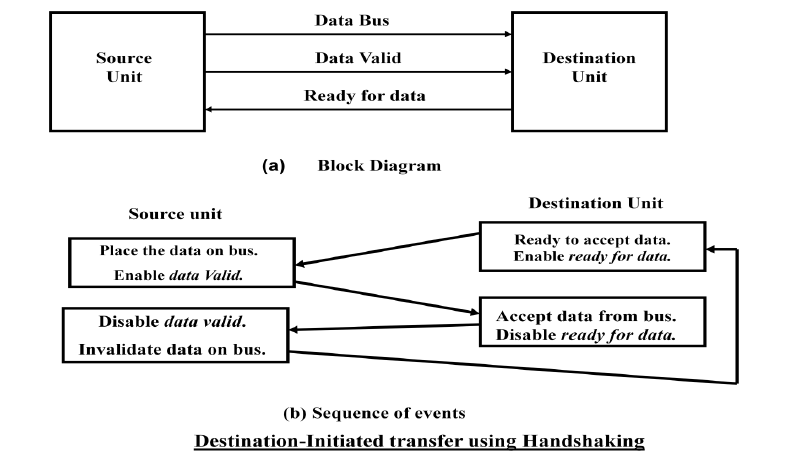 Data Bus
Source
Unit
Data Valid
Destination
Unit
Ready for data
(a) Block Diagram
Source unit
Destination Unit
Place the data on bus.
Enable data Valid.
Ready to accept data.
Enable ready for data.
Disable data valid.
Invalidate data on bus.
Accept data from bus.
Disable ready for data.
(b) Sequence of events
Destination-Initiated transfer using Handshaking